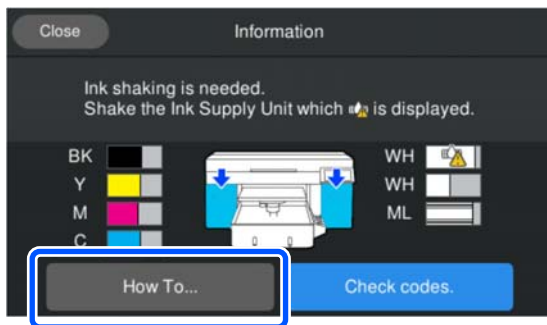 Close
Information
Ink shaking is needed.
Shake the Ink Supply Unit which is displayed.
BK
Y
M
C
WH
WH
ML
How To...
Check codes.